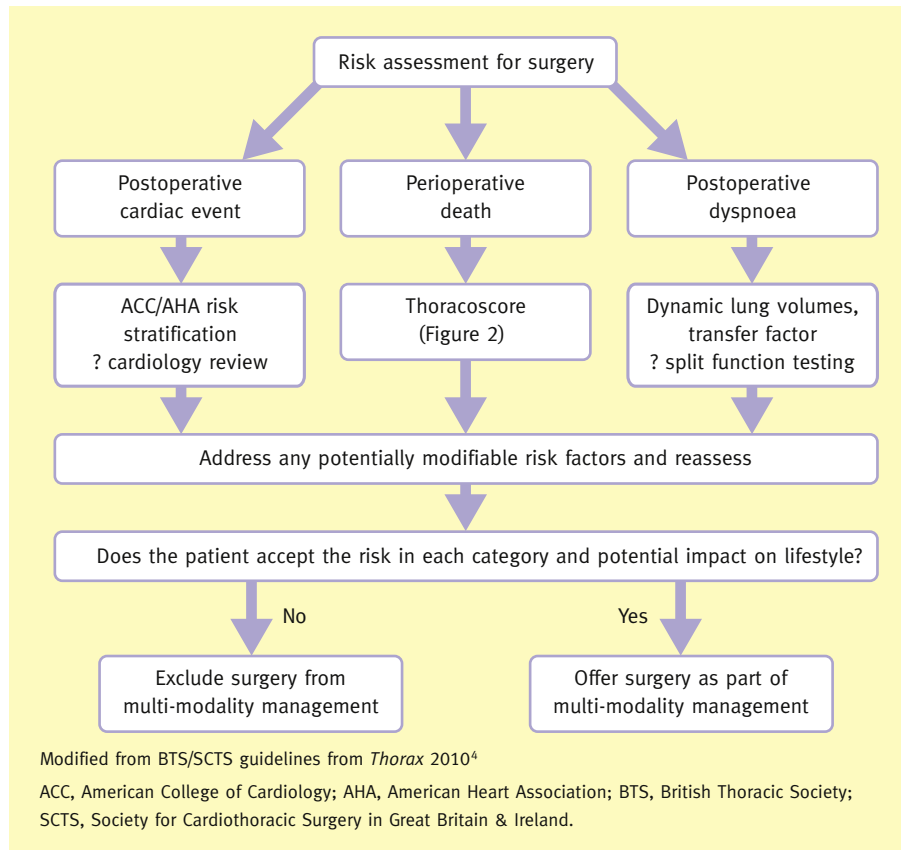 Risk assessment for surgery
Postoperative
cardiac event
Perioperative
death
Postoperative
dyspnoea
ACC/AHA risk
stratification
? cardiology review
Thoracoscore
(Figure 2)
Dynamic lung volumes,
transfer factor
? split function testing
Address any potentially modifiable risk factors and reassess
Does the patient accept the risk in each category and potential impact on lifestyle?
No
Yes
Exclude surgery from
multi-modality management
Offer surgery as part of
multi-modality management
Modified from BTS/SCTS guidelines from Thorax 2010⁴
ACC, American College of Cardiology; AHA, American Heart Association; BTS, British Thoracic Society;
SCTS, Society for Cardiothoracic Surgery in Great Britain & Ireland.